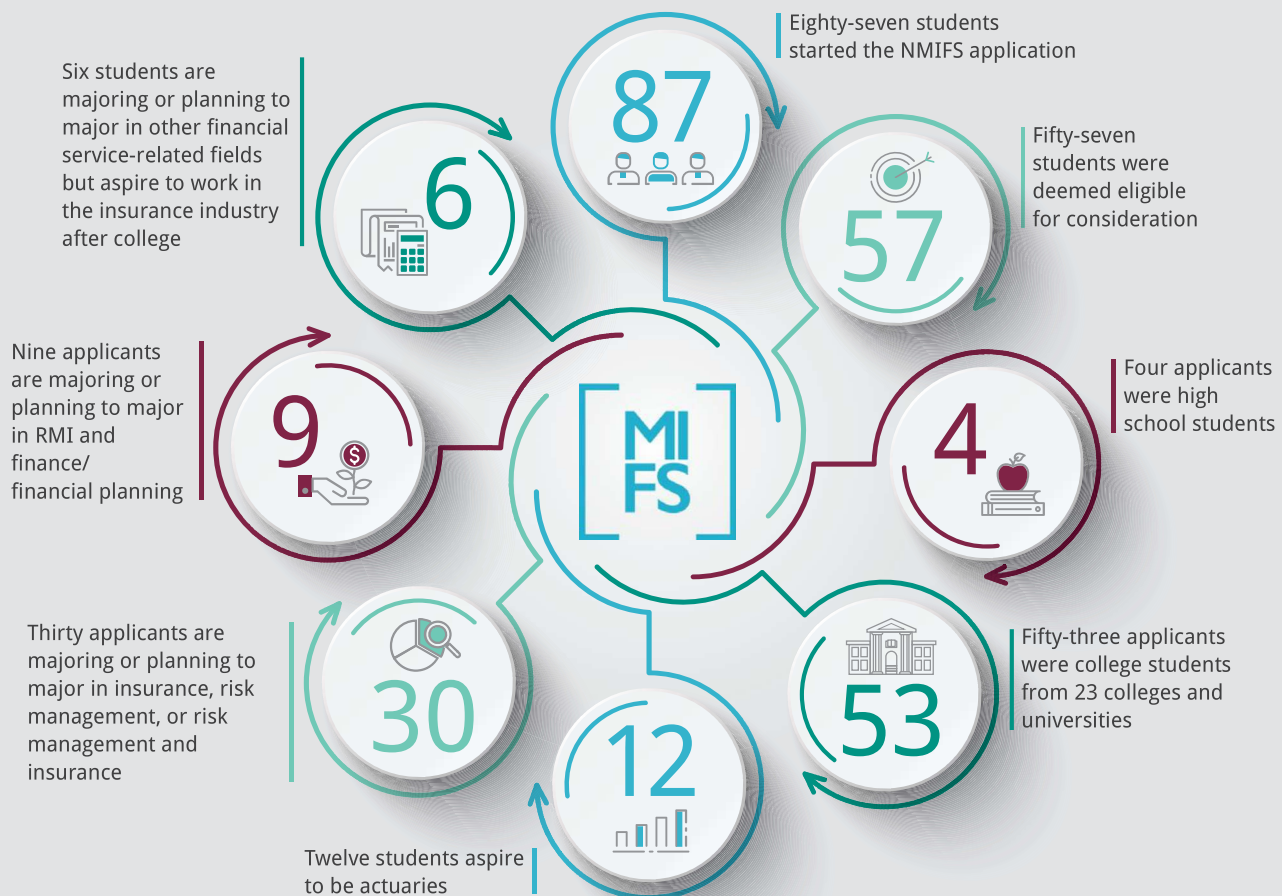 87
Eighty-seven students
started the NMIFS application
57
Fifty-seven
students were
deemed eligible
for consideration
4
Four applicants
were high
school students
53
Fifty-three applicants
were college students
from 23 colleges and
universities
12
Twelve students aspire
to be actuaries
30
Thirty applicants are
majoring or planning to
major in insurance, risk
management, or risk
management and
insurance
9
Nine applicants
are majoring or
planning to major
in RMI and
finance/
financial planning
6
Six students are
majoring or planning to
major in other financial
service-related fields
but aspire to work in
the insurance industry
after college
MI
FS
$